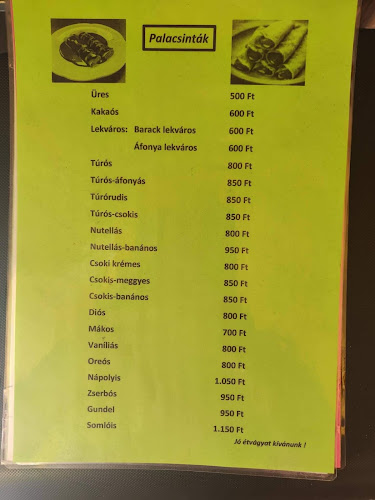 Palacsinták
Üres 500 Ft
Kakaós 600 Ft
Lekváros: Barack lekváros 600 Ft
Áfonya lekváros 600 Ft
Túrós 800 Ft
Túrós-áfonyás 850 Ft
Túrórudis 850 Ft
Túrós-csokis 850 Ft
Nutellás 800 Ft
Nutellás-banános 950 Ft
Csoki krémes 800 Ft
Csokis-meggyes 850 Ft
Csokis-banános 850 Ft
Diós 800 Ft
Mákos 700 Ft
Vaníliás 800 Ft
Oreós 800 Ft
Nápolyis 1.050 Ft
Zserbós 950 Ft
Gundel 950 Ft
Somlóis 1.150 Ft
Jó étvágyat kívánunk !